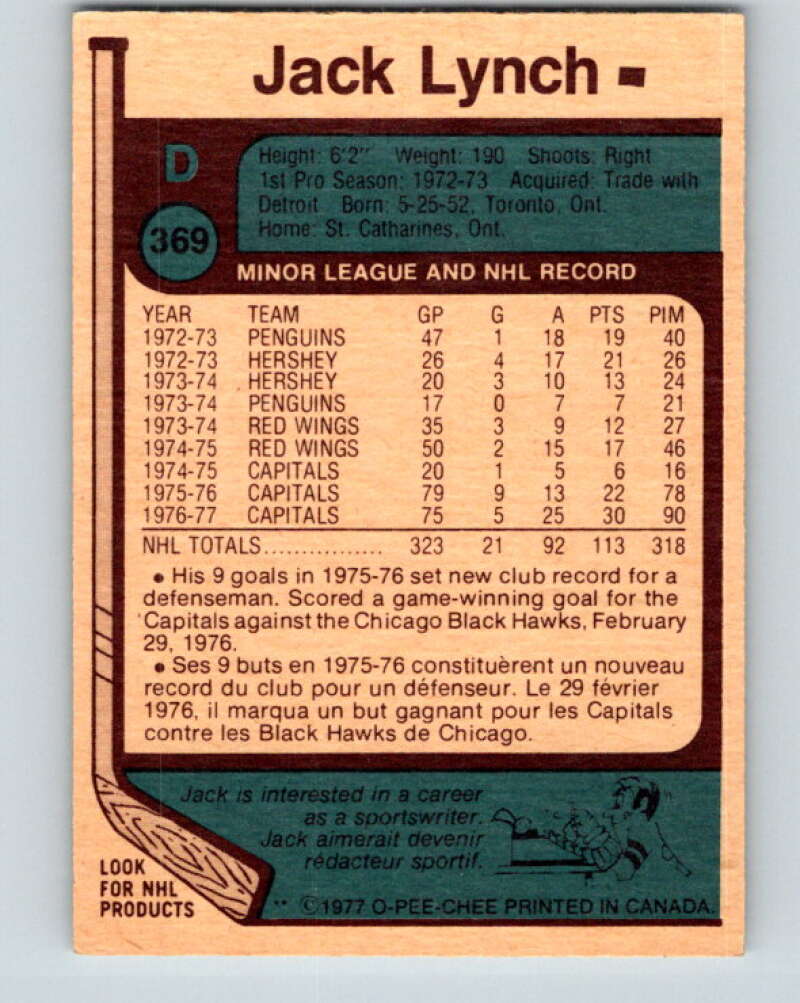 Jack Lynch
D
369
Height: 6'2" Weight: 190 Shoots: Right
1st Pro Season: 1972-73 Acquired: Trade with
Detroit Born: 5-25-52, Toronto, Ont.
Home: St. Catharines, Ont.
MINOR LEAGUE AND NHL RECORD
YEAR TEAM GP G A PTS PIM
1972-73 PENGUINS 47 1 18 19 40
1972-73 HERSHEY 26 4 17 21 26
1973-74 HERSHEY 20 3 10 13 24
1973-74 PENGUINS 17 0 7 7 21
1973-74 RED WINGS 35 3 9 12 27
1974-75 RED WINGS 50 2 15 17 46
1974-75 CAPITALS 20 1 5 6 16
1975-76 CAPITALS 79 9 13 22 78
1976-77 CAPITALS 75 5 25 30 90
NHL TOTALS................ 323 21 92 113 318
• His 9 goals in 1975-76 set new club record for a
defenseman. Scored a game-winning goal for the
Capitals against the Chicago Black Hawks, February
29, 1976.
• Ses 9 buts en 1975-76 constituèrent un nouveau
record du club pour un défenseur. Le 29 février
1976, il marqua un but gagnant pour les Capitals
contre les Black Hawks de Chicago.
Jack is interested in a career
as a sportswriter.
Jack aimerait devenir
rédacteur sportif.
LOOK
FOR NHL
PRODUCTS
** ©1977 O-PEE-CHEE PRINTED IN CANADA.